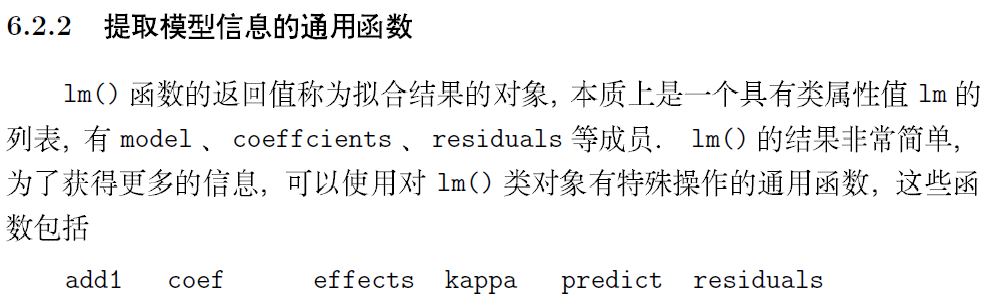 6.2.2 提取模型信息的通用函数
lm() 函数的返回值称为拟合结果的对象, 本质上是一个具有类属性值 lm 的
列表, 有 model 、coeffcients 、residuals 等成员. lm() 的结果非常简单,
为了获得更多的信息, 可以使用对 lm() 类对象有特殊操作的通用函数, 这些函
数包括
add1 coef effects kappa predict residuals